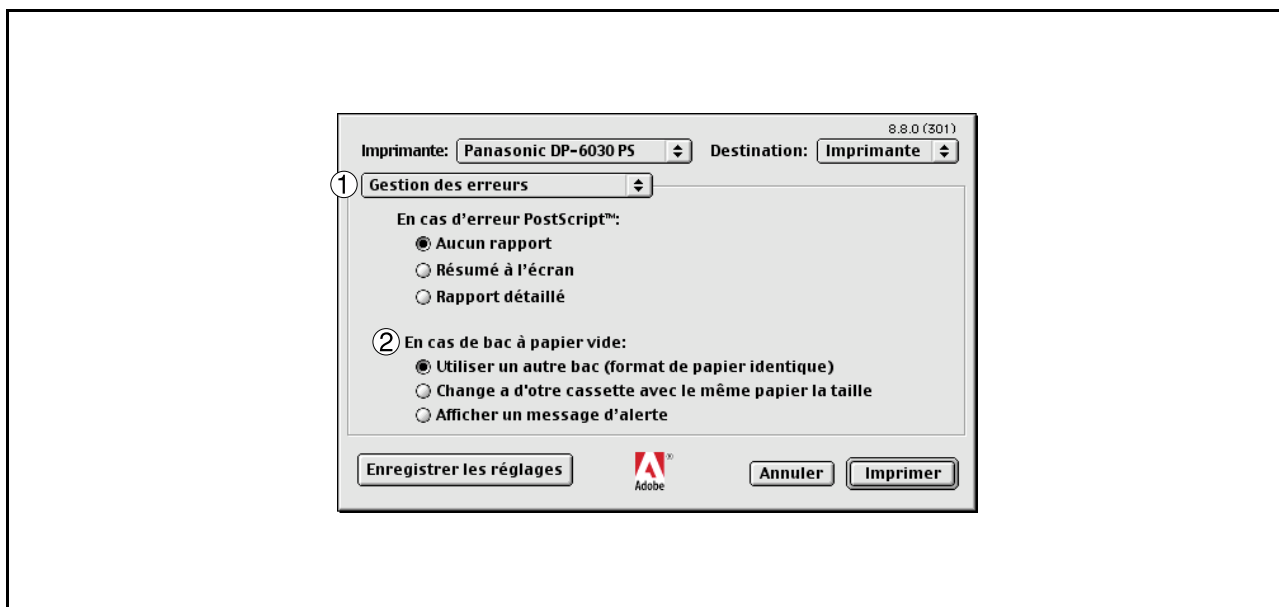 8.8.0 (301)
Imprimante: Panasonic DP-6030 PS Destination: Imprimante
① Gestion des erreurs
En cas d'erreur PostScript™:
Aucun rapport
Résumé à l'écran
Rapport détaillé
② En cas de bac à papier vide:
Utiliser un autre bac (format de papier identique)
Change a d'otre cassette avec le même papier la taille
Afficher un message d'alerte
Enregistrer les réglages Adobe® Annuler Imprimer